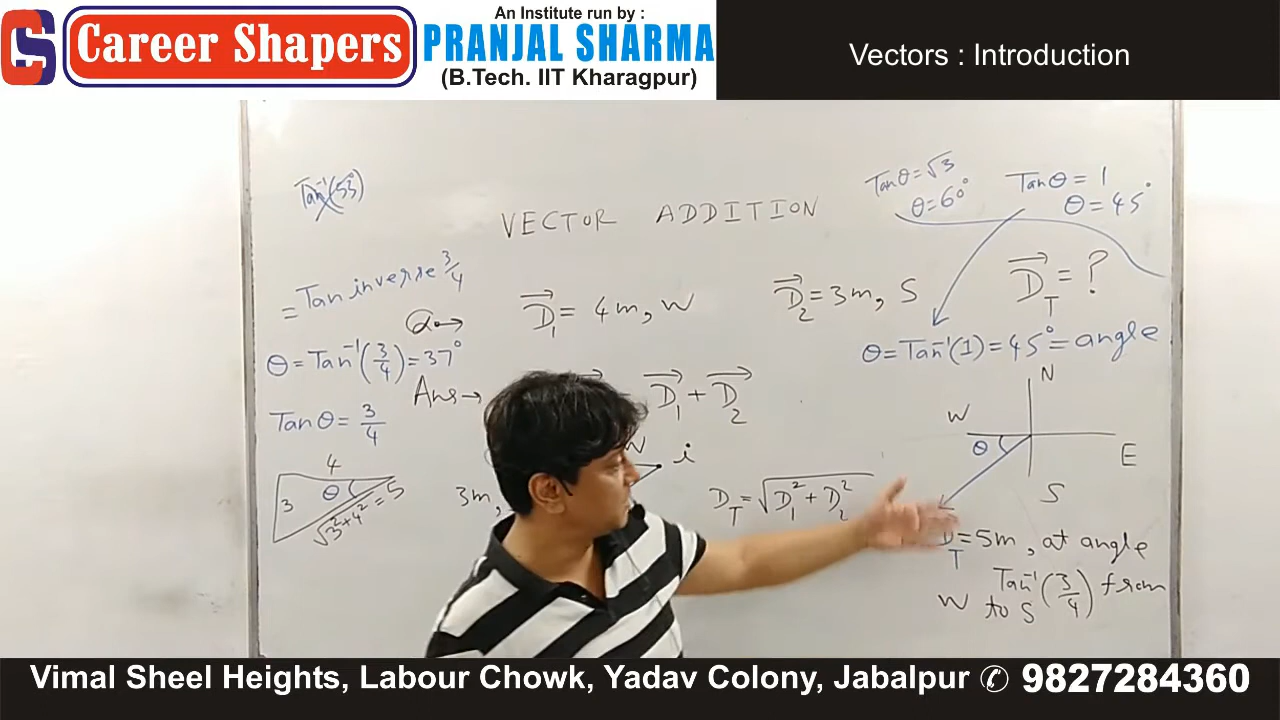 CS
Career Shapers
An Institute run by :
PRANJAL SHARMA
(B.Tech. IIT Kharagpur)
Vectors : Introduction
Tan⁻¹(53°)
VECTOR ADDITION
Tanθ = √3
θ = 60°
Tanθ = 1
θ = 45°
= Tan inverse 3/4
Q→
D₁ = 4m, W
D₂ = 3m, S
D_T = ?
θ = Tan⁻¹(3/4) = 37°
θ = Tan⁻¹(1) = 45° = angle
Ans→
D₁ + D₂
Tanθ = 3/4
4
3
θ
√3²+4² = 5
3m,
W
i
D_T = √D₁² + D₂²
N
W
θ
E
S
D_T = 5m, at angle
Tan⁻¹(3/4) from
W to S
Vimal Sheel Heights, Labour Chowk, Yadav Colony, Jabalpur ✆ 9827284360